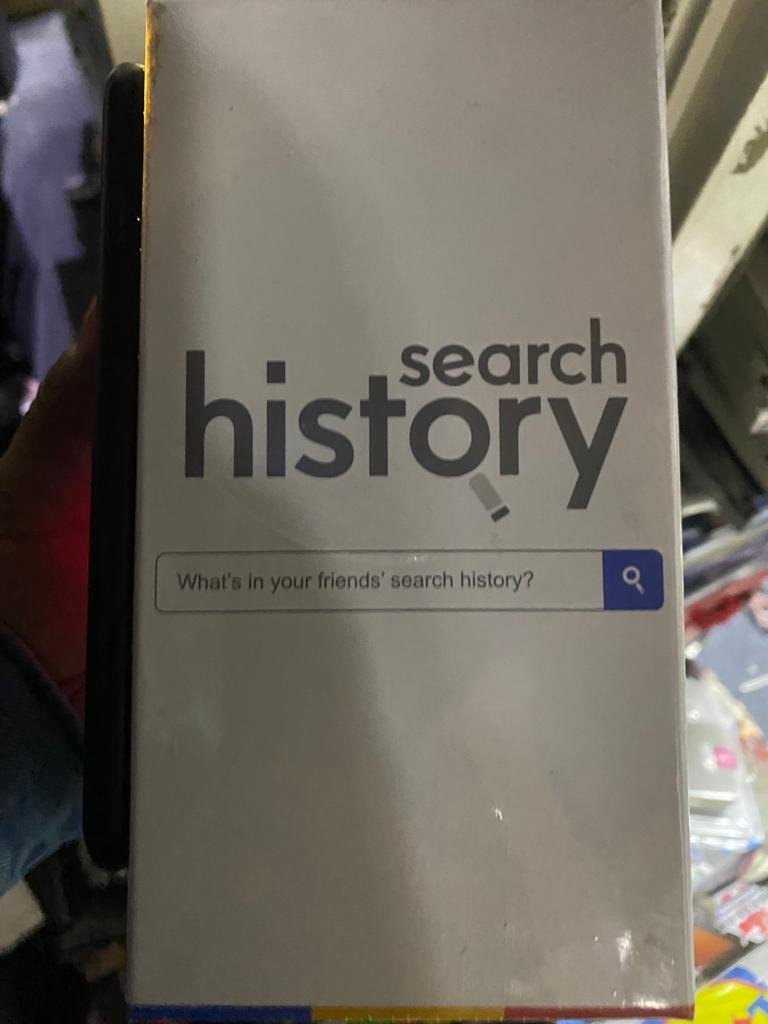 search
history
What's in your friends' search history?